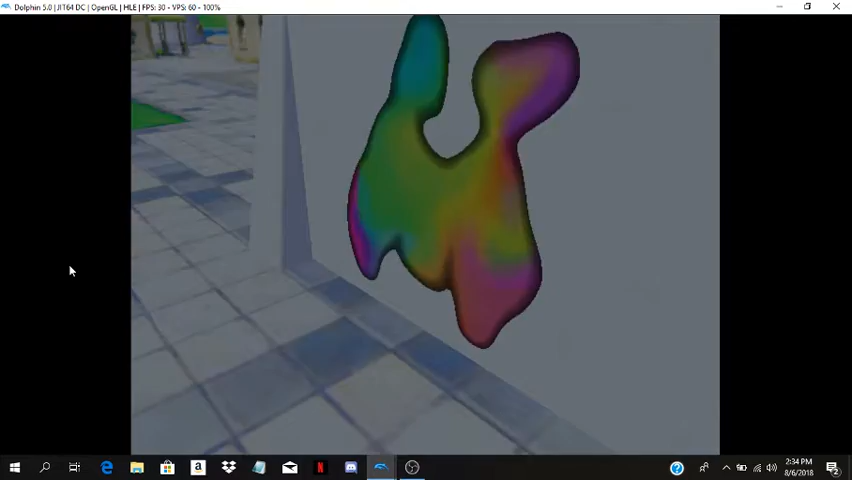 Dolphin 5.0 | JIT64 DC | OpenGL | HLE | FPS: 30 - VPS: 60 - 100%
2:34 PM
8/6/2018